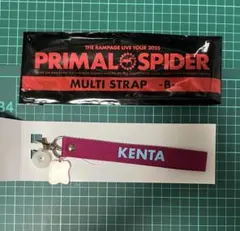 THE RAMPAGE LIVE TOUR 2025
PRIMAL SPIDER
MULTI STRAP -B-
KENTA